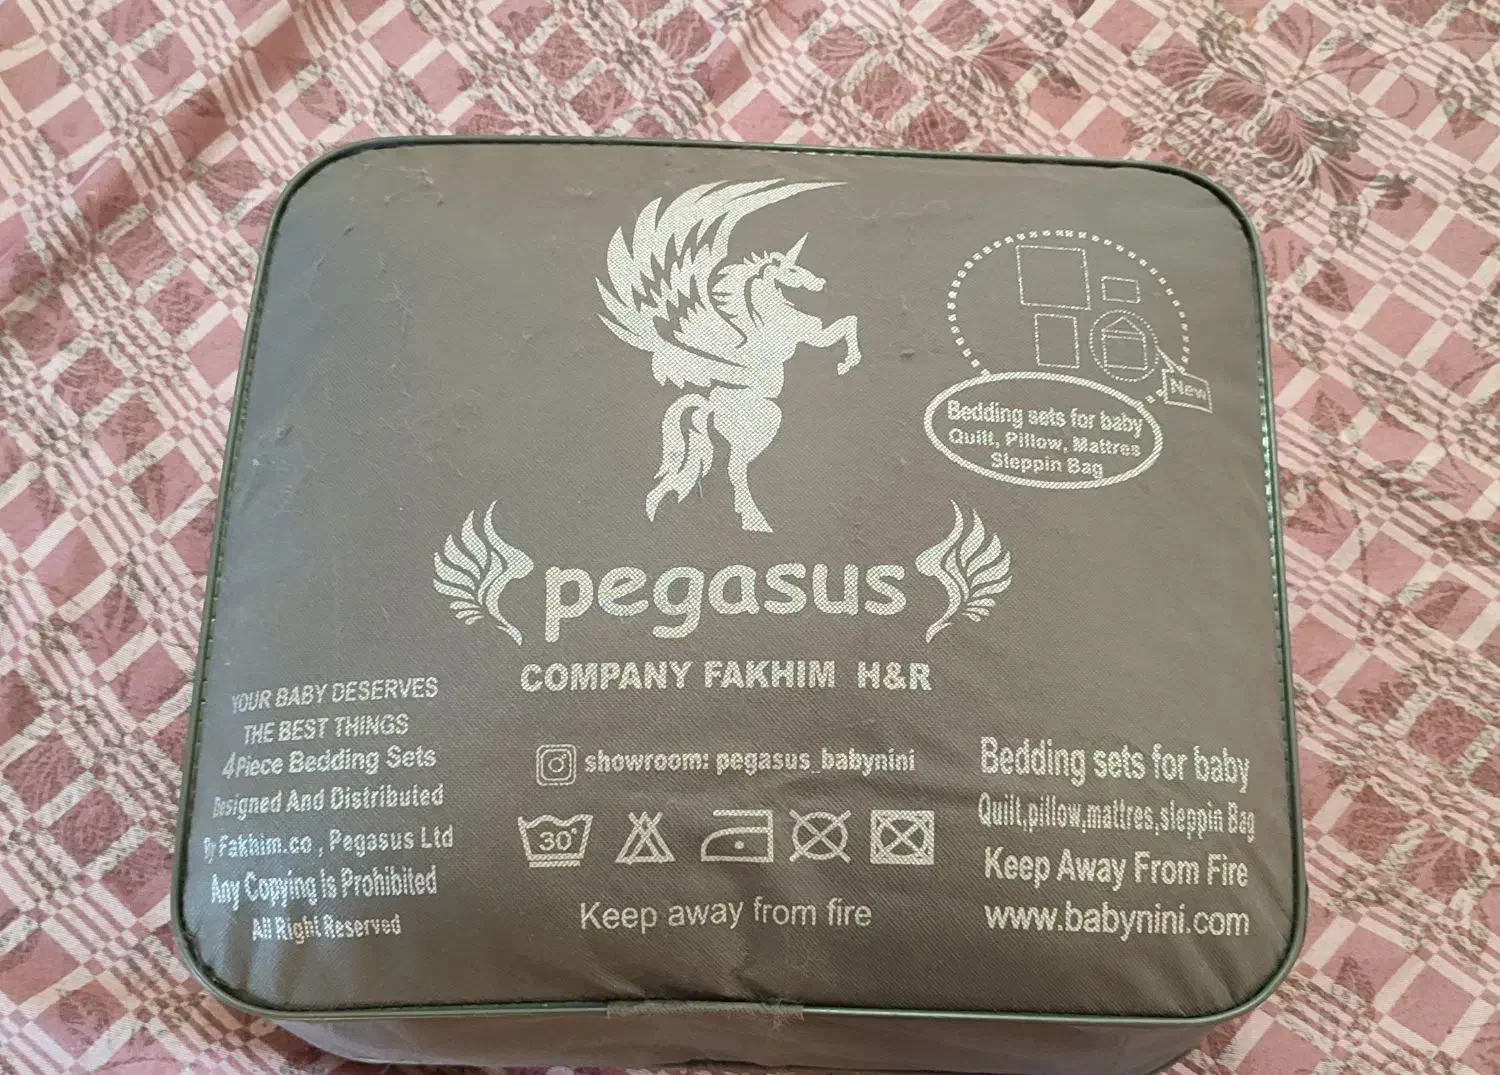 New
Bedding sets for baby
Quilt, Pillow, Mattres
Sleppin Bag
pegasus
COMPANY FAKHIM H&R
YOUR BABY DESERVES
THE BEST THINGS
4Piece Bedding Sets
Designed And Distributed
By Fakhim.co , Pegasus Ltd
Any Copying Is Prohibited
All Right Reserved
showroom: pegasus_babynini
30°
Keep away from fire
Bedding sets for baby
Quilt,pillow,mattres,sleppin Bag
Keep Away From Fire
www.babynini.com